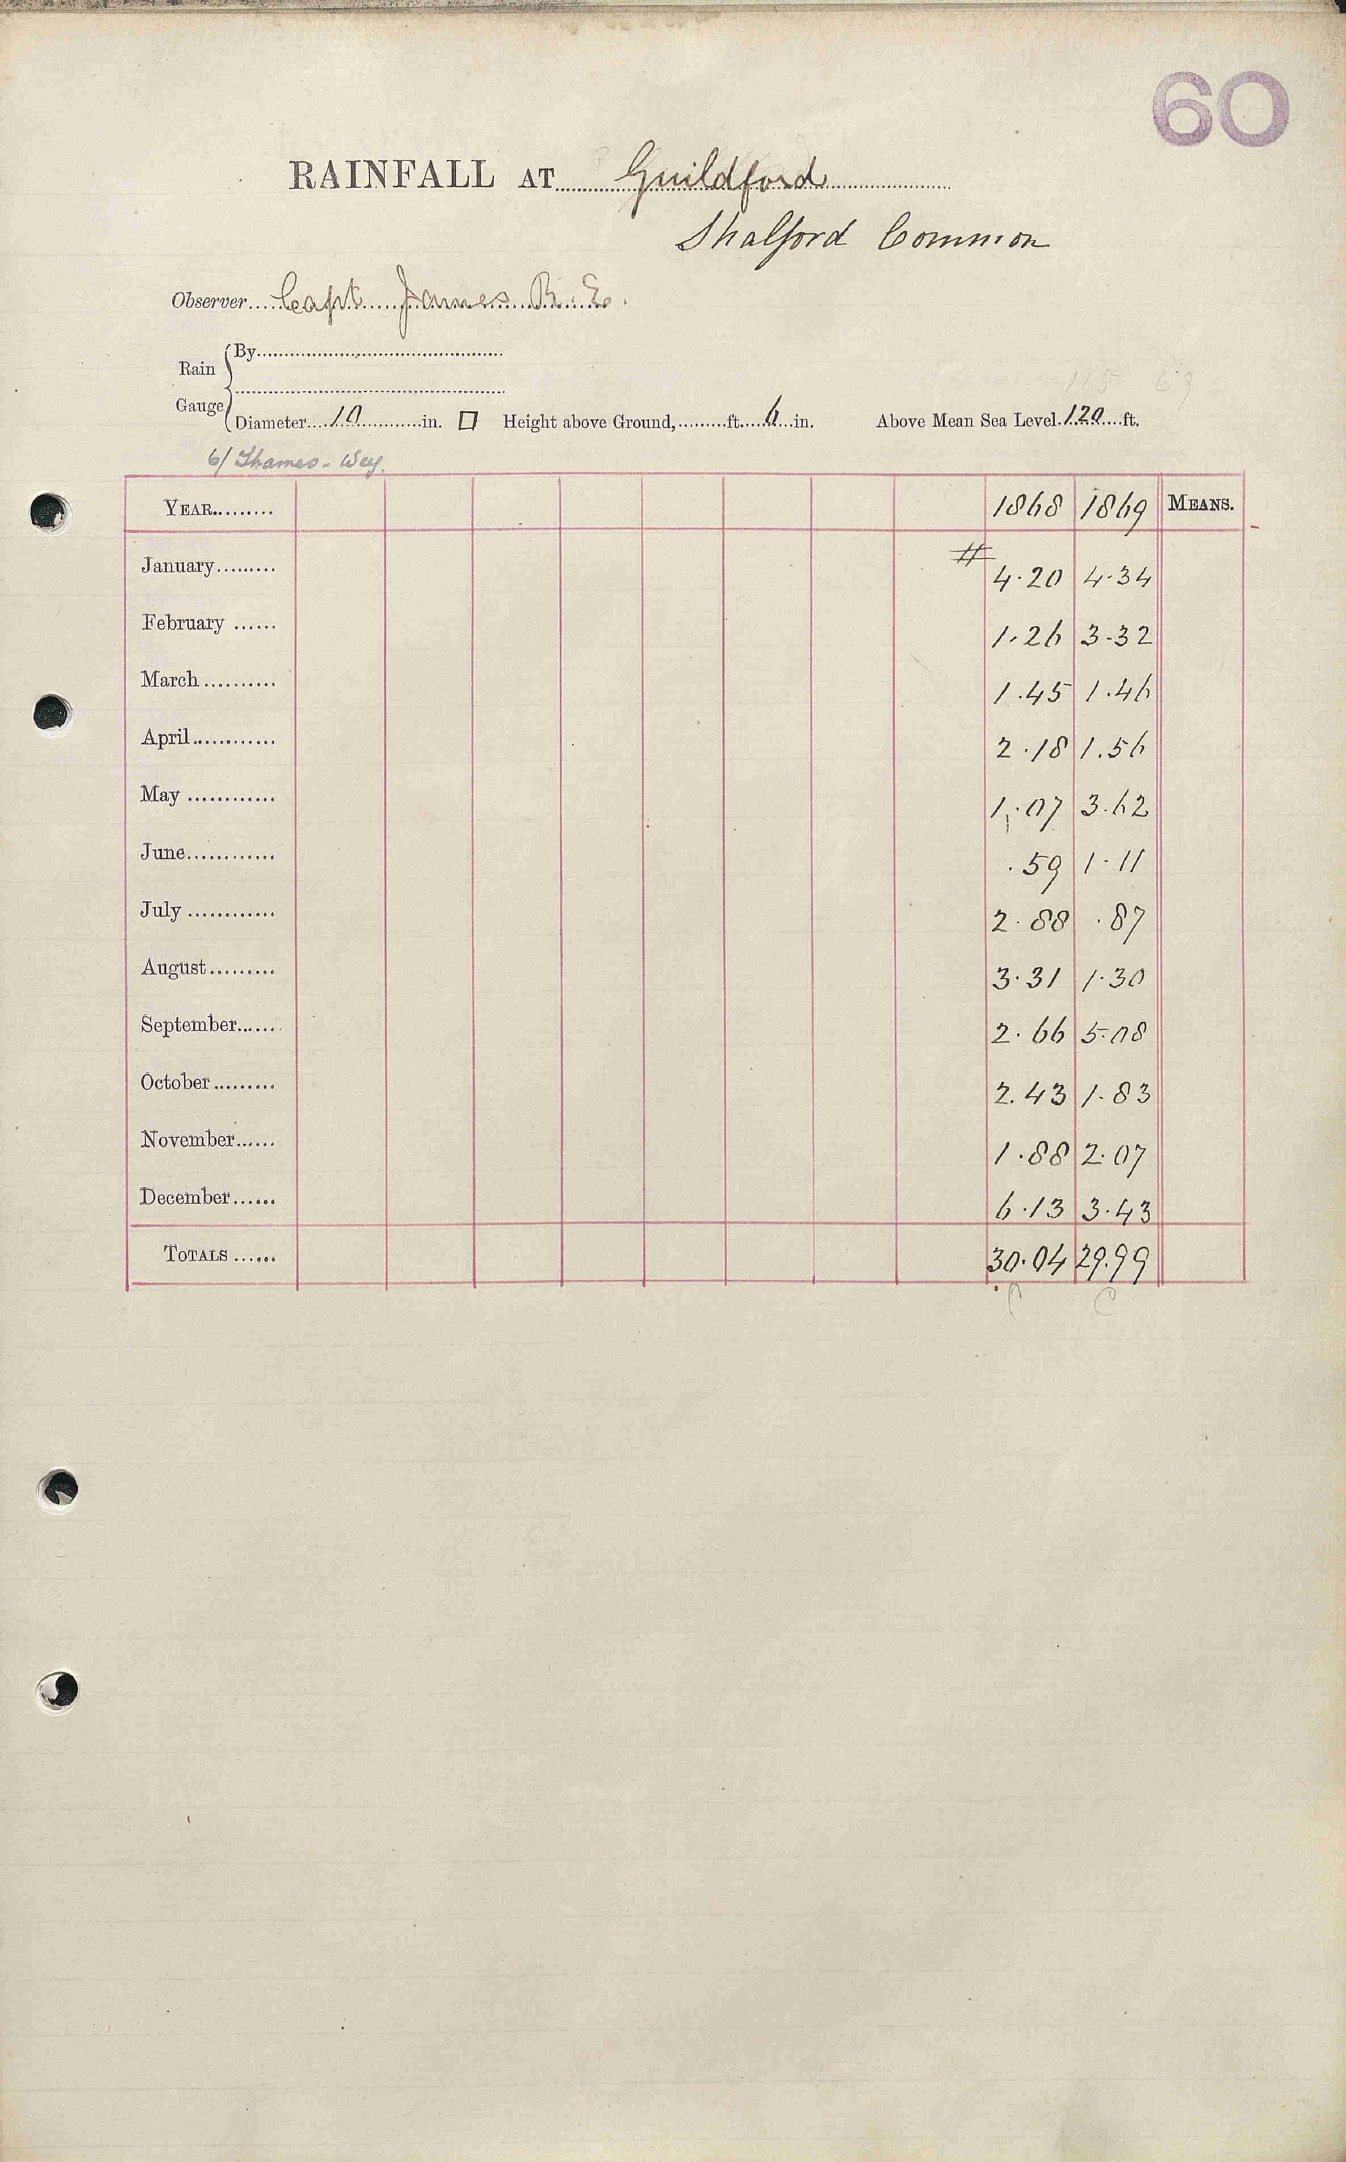 60
RAINFALL AT Guildford
Shalford Common
Observer Capt James R.E.
Rain Gauge
By
115 69
Diameter 10 in. □ Height above Ground, ft. 6 in. Above Mean Sea Level 120 ft.
6/ Thames - Wey.
YEAR 1868 1869 MEANS.
#
January 4.20 4.34
February 1.26 3.32
March 1.45 1.46
April 2.18 1.56
May 1.07 3.62
June .59 1.11
July 2.88 .87
August 3.31 1.30
September 2.66 5.08
October 2.43 1.83
November 1.88 2.07
December 6.13 3.43
TOTALS 30.04 29.99
C C